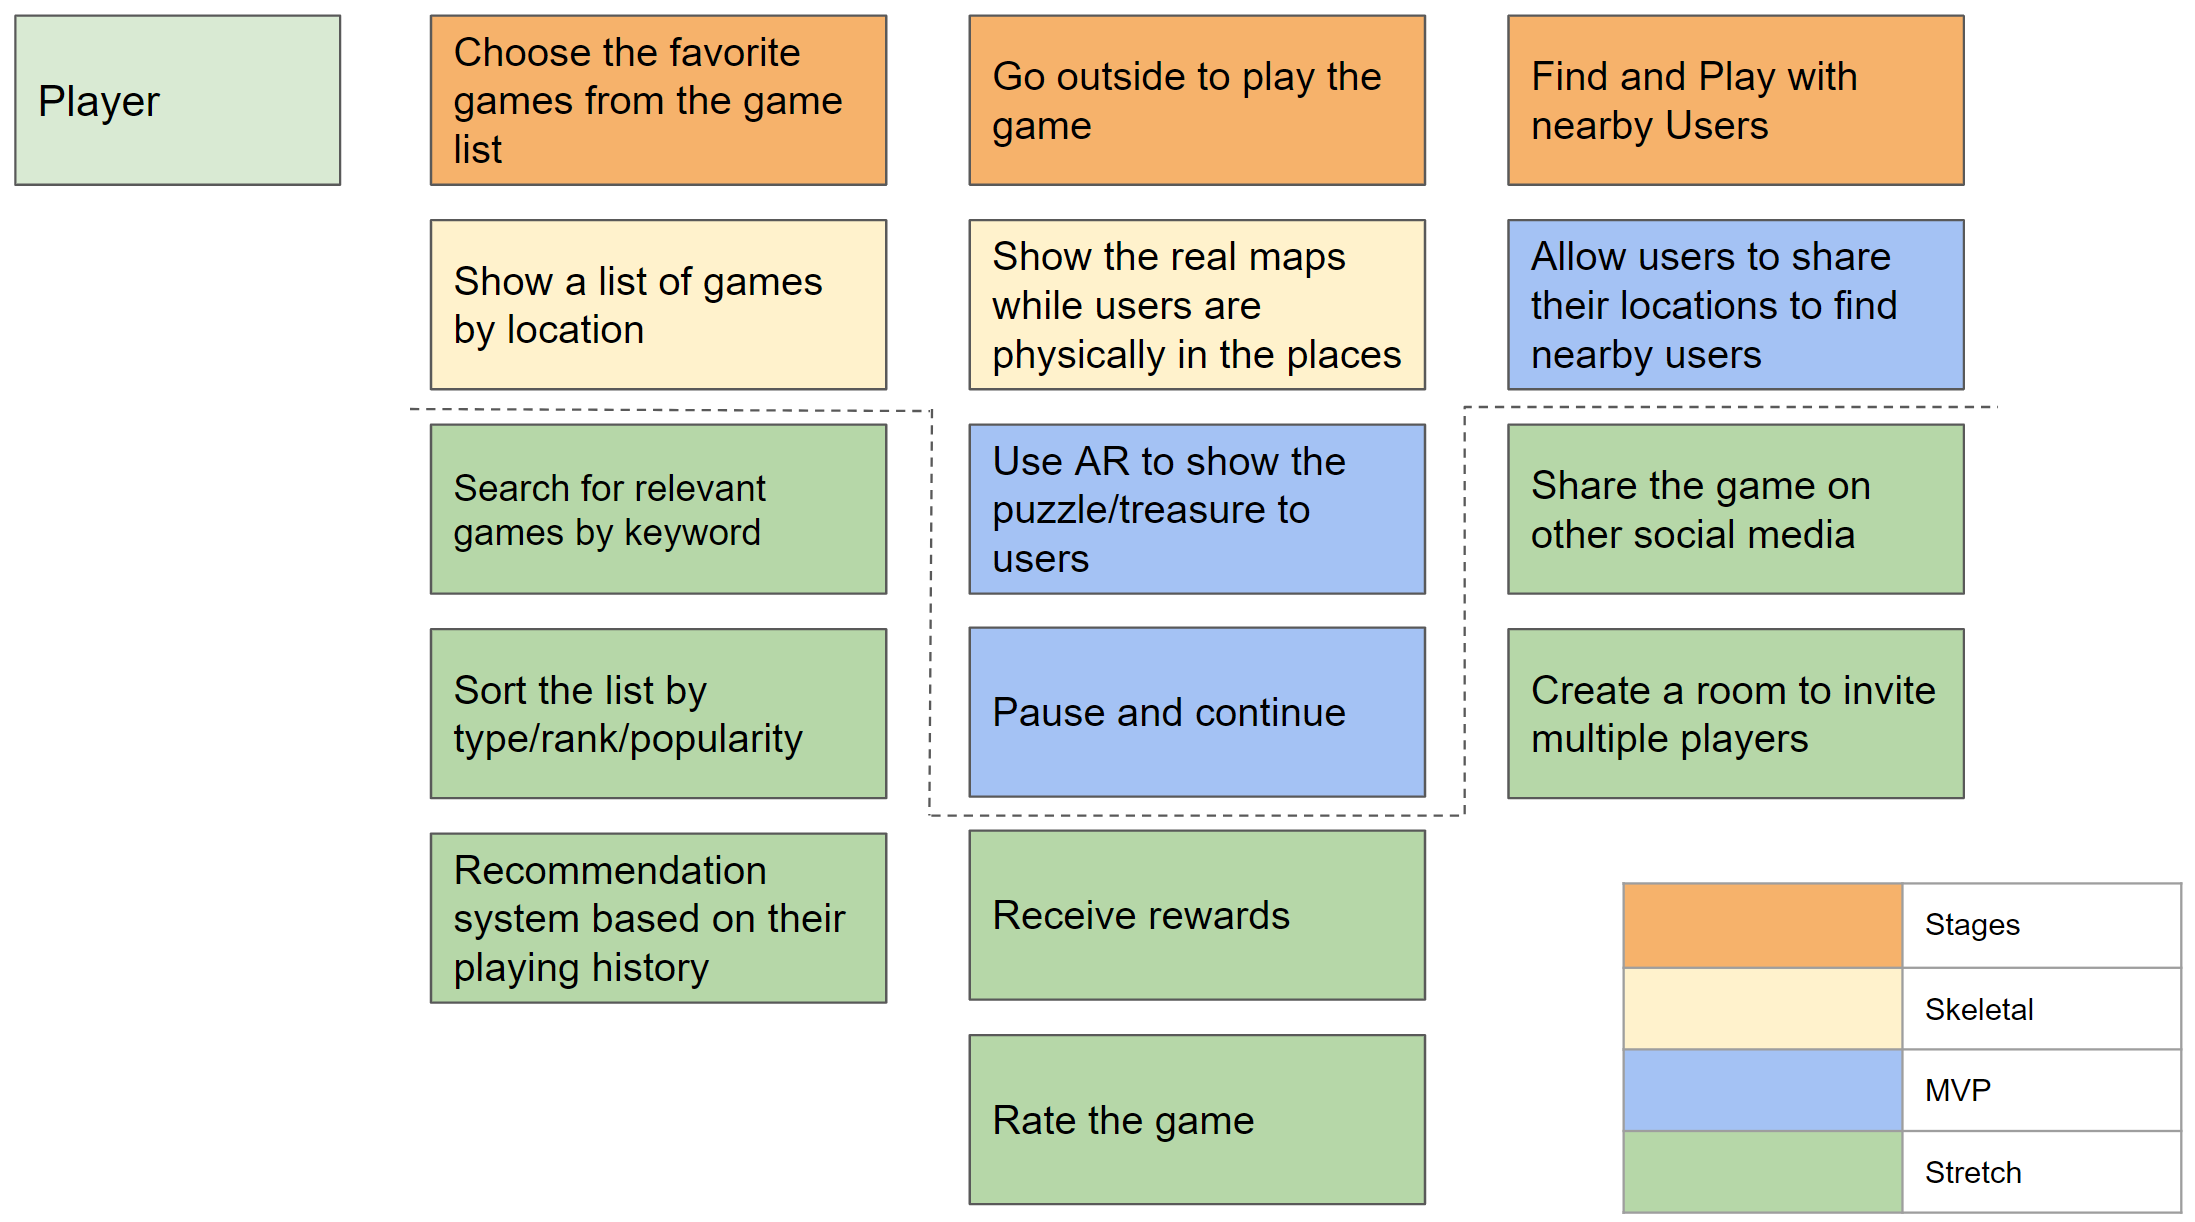 Player
Choose the favorite
games from the game
list
Go outside to play the
game
Find and Play with
nearby Users
Show a list of games
by location
Show the real maps
while users are
physically in the places
Allow users to share
their locations to find
nearby users
Search for relevant
games by keyword
Use AR to show the
puzzle/treasure to
users
Share the game on
other social media
Sort the list by
type/rank/popularity
Pause and continue
Create a room to invite
multiple players
Recommendation
system based on their
playing history
Receive rewards
Rate the game
Stages
Skeletal
MVP
Stretch